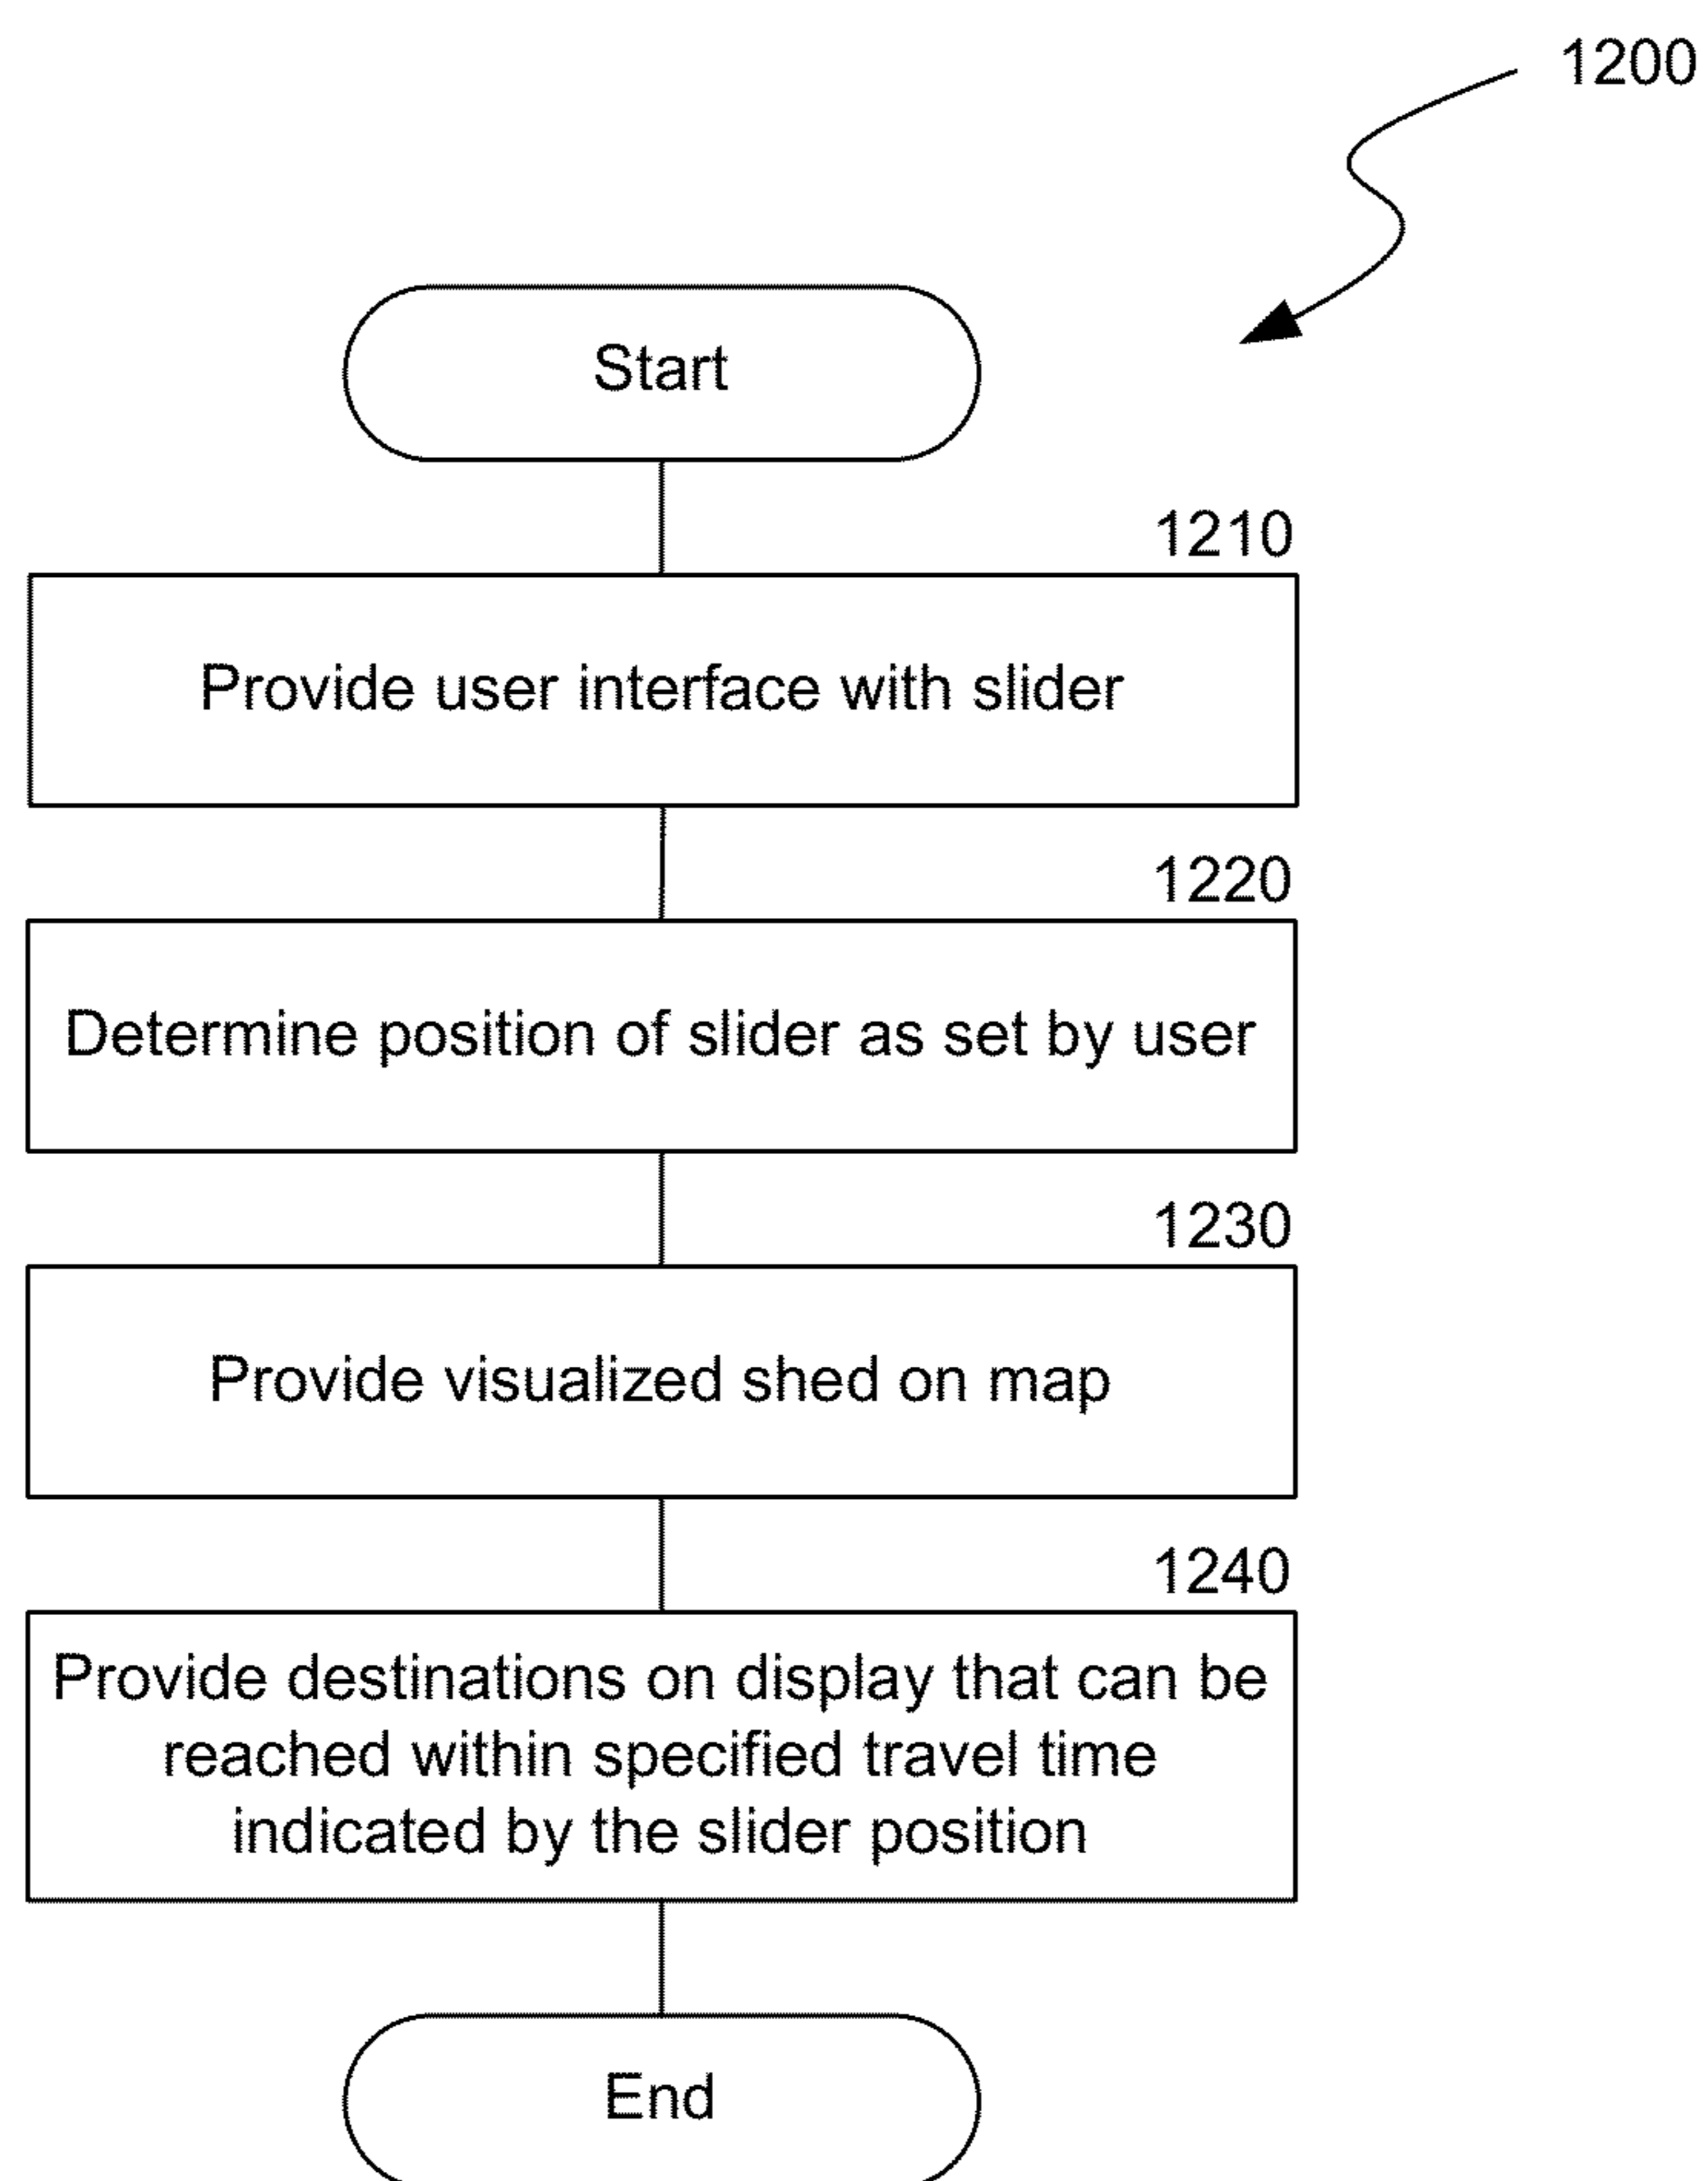 1200
Start
1210
Provide user interface with slider
1220
Determine position of slider as set by user
1230
Provide visualized shed on map
1240
Provide destinations on display that can be
reached within specified travel time
indicated by the slider position
End